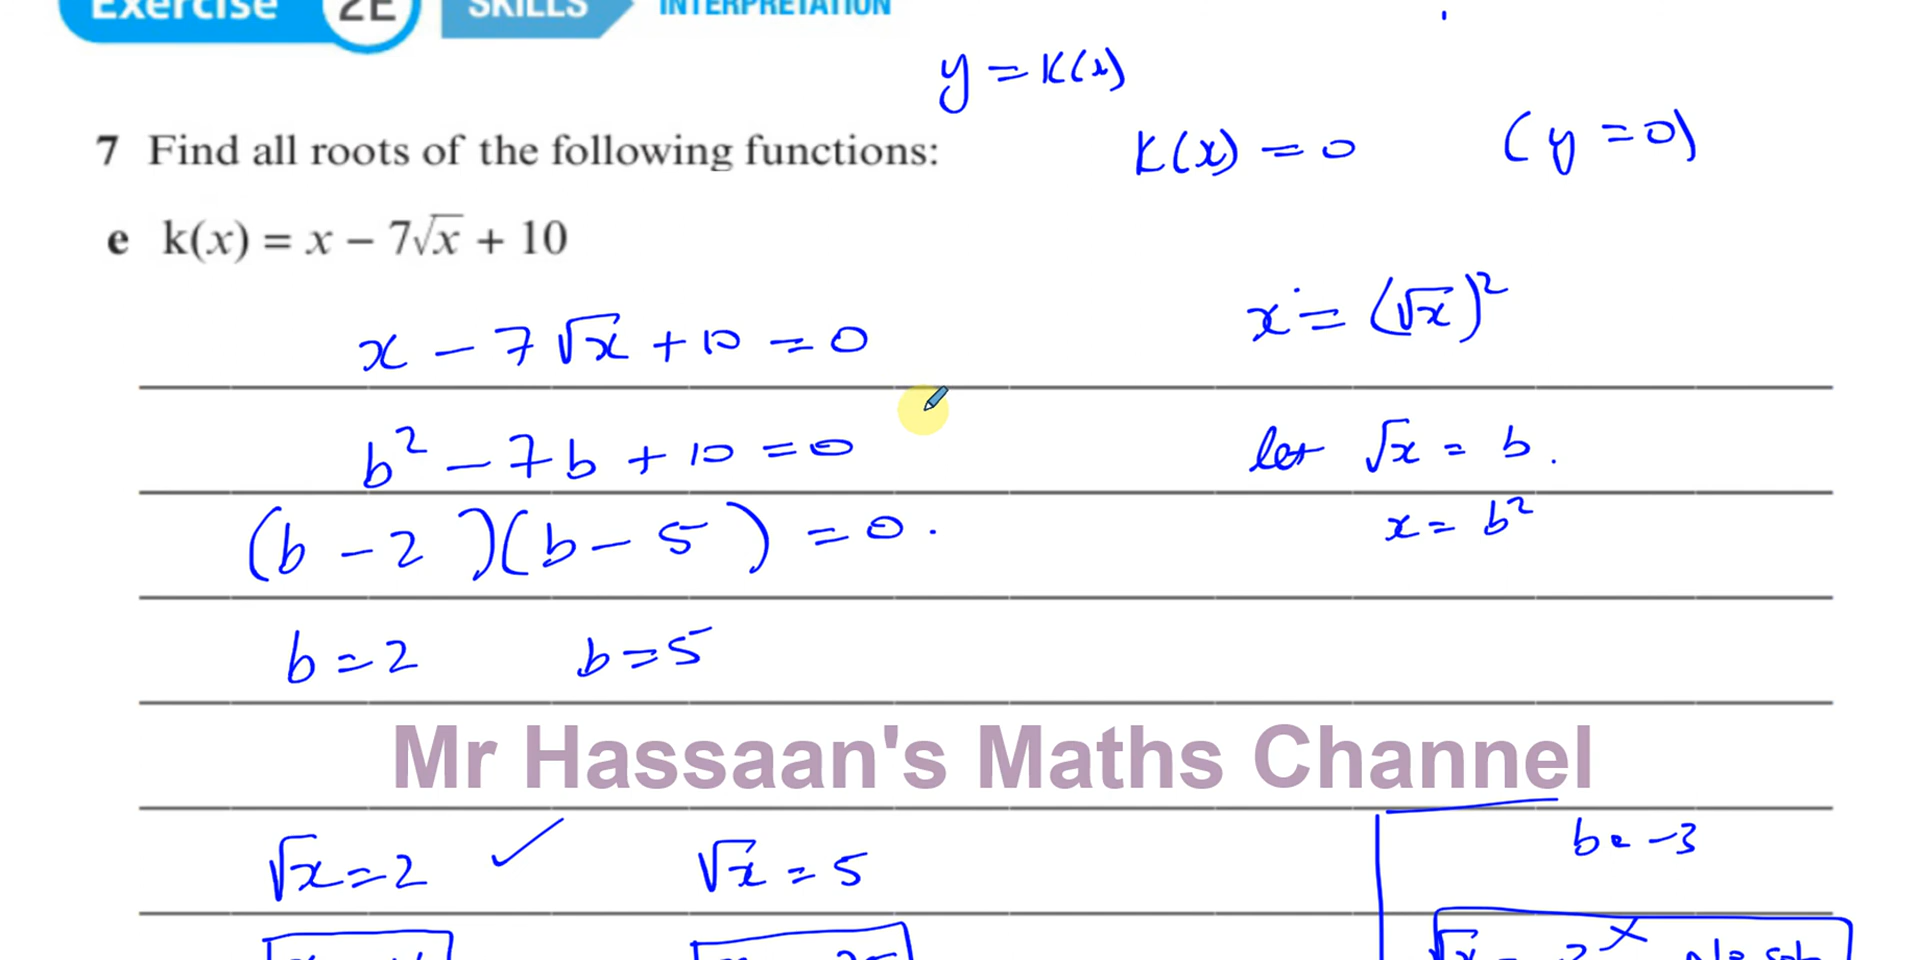 Exercise 2E SKILLS INTERPRETATION
y = k(x)
7 Find all roots of the following functions:
k(x) = 0 (y = 0)
e k(x) = x − 7√x + 10
x = (√x)²
x − 7√x + 10 = 0
b² − 7b + 10 = 0
let √x = b.
(b − 2)(b − 5) = 0.
x = b²
b = 2 b = 5
Mr Hassaan's Maths Channel
b = −3
√x = 2 ✓ √x = 5